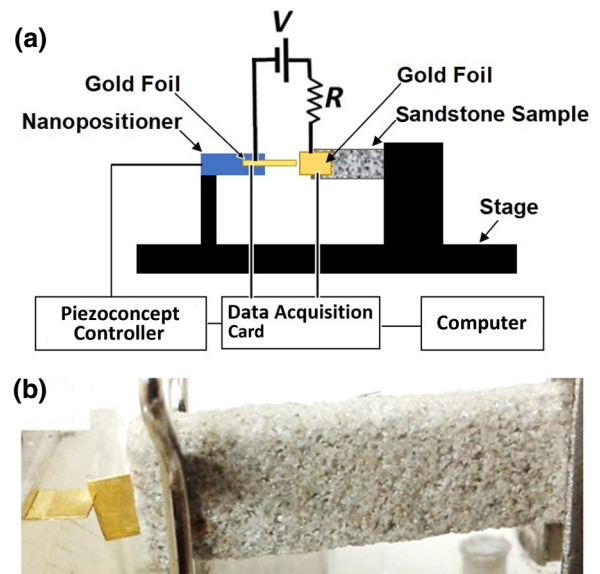 (a)
V
Gold Foil
Gold Foil
R
Nanopositioner
Sandstone Sample
Stage
Piezoconcept
Controller
Data Acquisition
Card
Computer
(b)